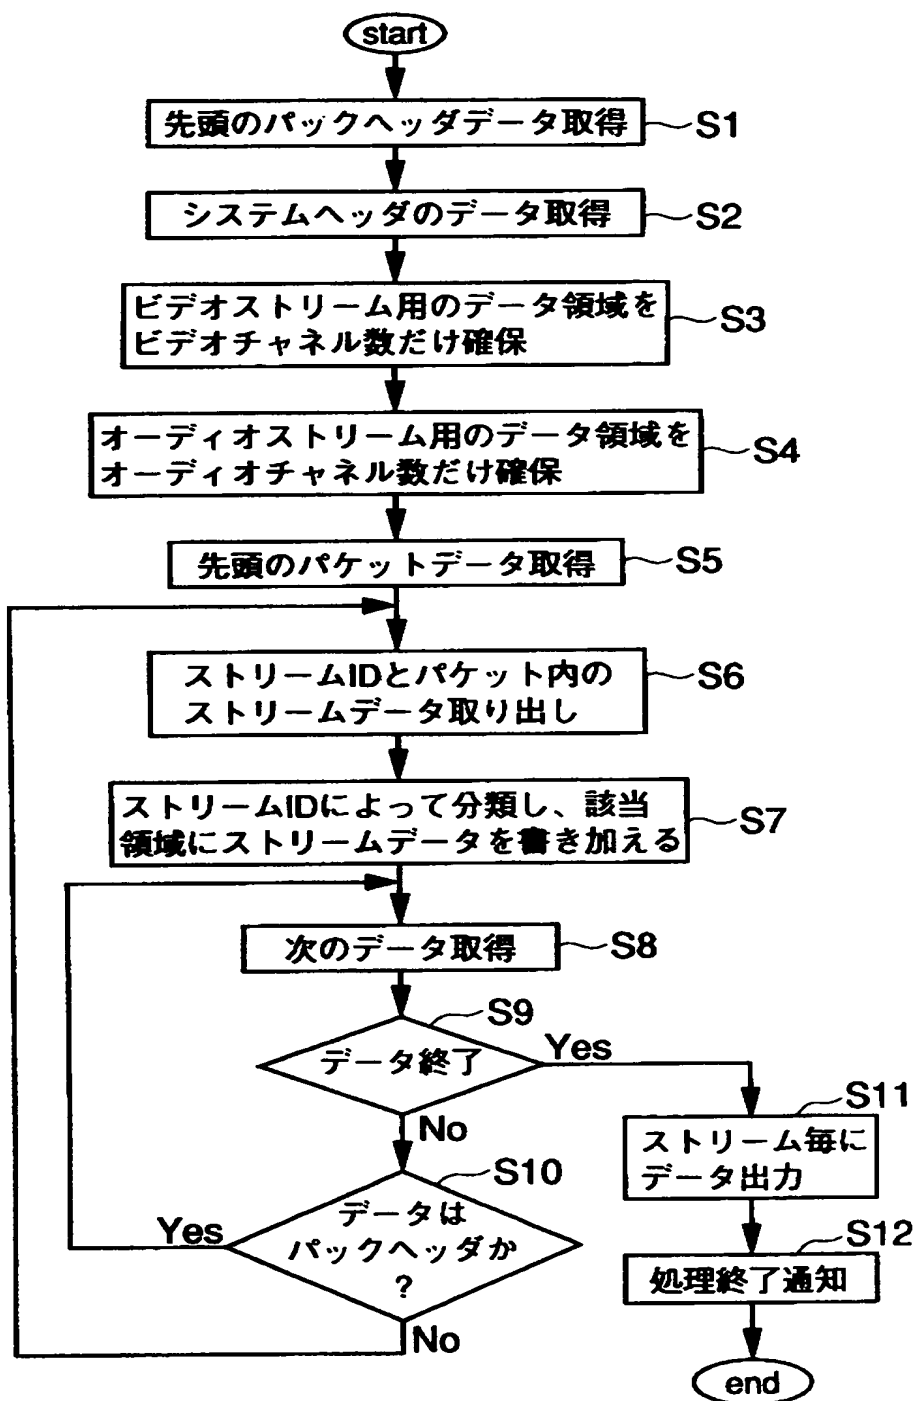 start
先頭のパックヘッダデータ取得
S1
システムヘッダのデータ取得
S2
ビデオストリーム用のデータ領域を
ビデオチャネル数だけ確保
S3
オーディオストリーム用のデータ領域を
オーディオチャネル数だけ確保
S4
先頭のパケットデータ取得
S5
ストリームIDとパケット内の
ストリームデータ取り出し
S6
ストリームIDによって分類し、該当
領域にストリームデータを書き加える
S7
次のデータ取得
S8
S9
データ終了
Yes
No
S10
データは
パックヘッダか
?
Yes
No
S11
ストリーム毎に
データ出力
S12
処理終了通知
end